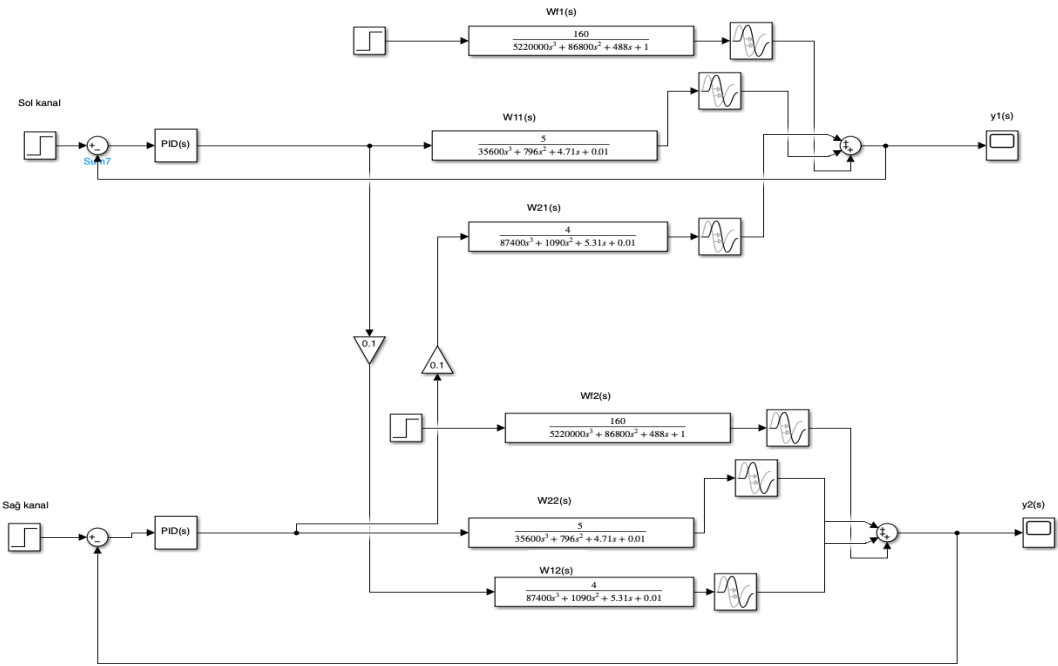 Wf1(s)
160
5220000s³ + 86800s² + 488s + 1
Sol kanal
W11(s)
y1(s)
PID(s)
5
35600s³ + 796s² + 4.71s + 0.01
Sum7
W21(s)
4
87400s³ + 1090s² + 5.31s + 0.01
0.1
0.1
Wf2(s)
160
5220000s³ + 86800s² + 488s + 1
Sağ kanal
W22(s)
y2(s)
PID(s)
5
35600s³ + 796s² + 4.71s + 0.01
W12(s)
4
87400s³ + 1090s² + 5.31s + 0.01